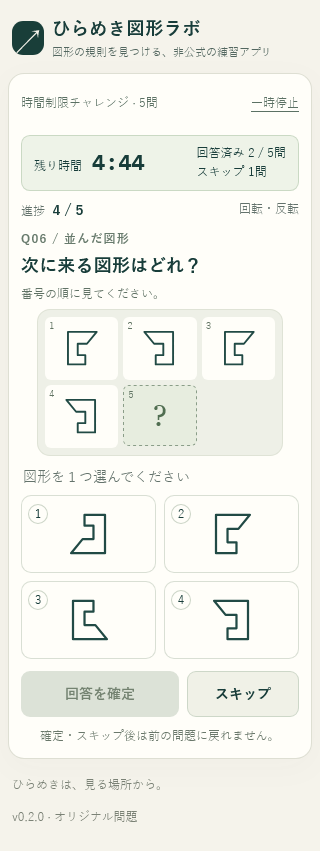 ひらめき図形ラボ
図形の規則を見つける、非公式の練習アプリ
時間制限チャレンジ · 5問
一時停止
残り時間 4:44
回答済み 2 / 5問
スキップ 1問
進捗 4 / 5
回転・反転
Q06 / 並んだ図形
次に来る図形はどれ？
番号の順に見てください。
1 2 3
4 5
?
図形を 1 つ選んでください
1 2
3 4
回答を確定 スキップ
確定・スキップ後は前の問題に戻れません。
ひらめきは、見る場所から。
v0.2.0 · オリジナル問題